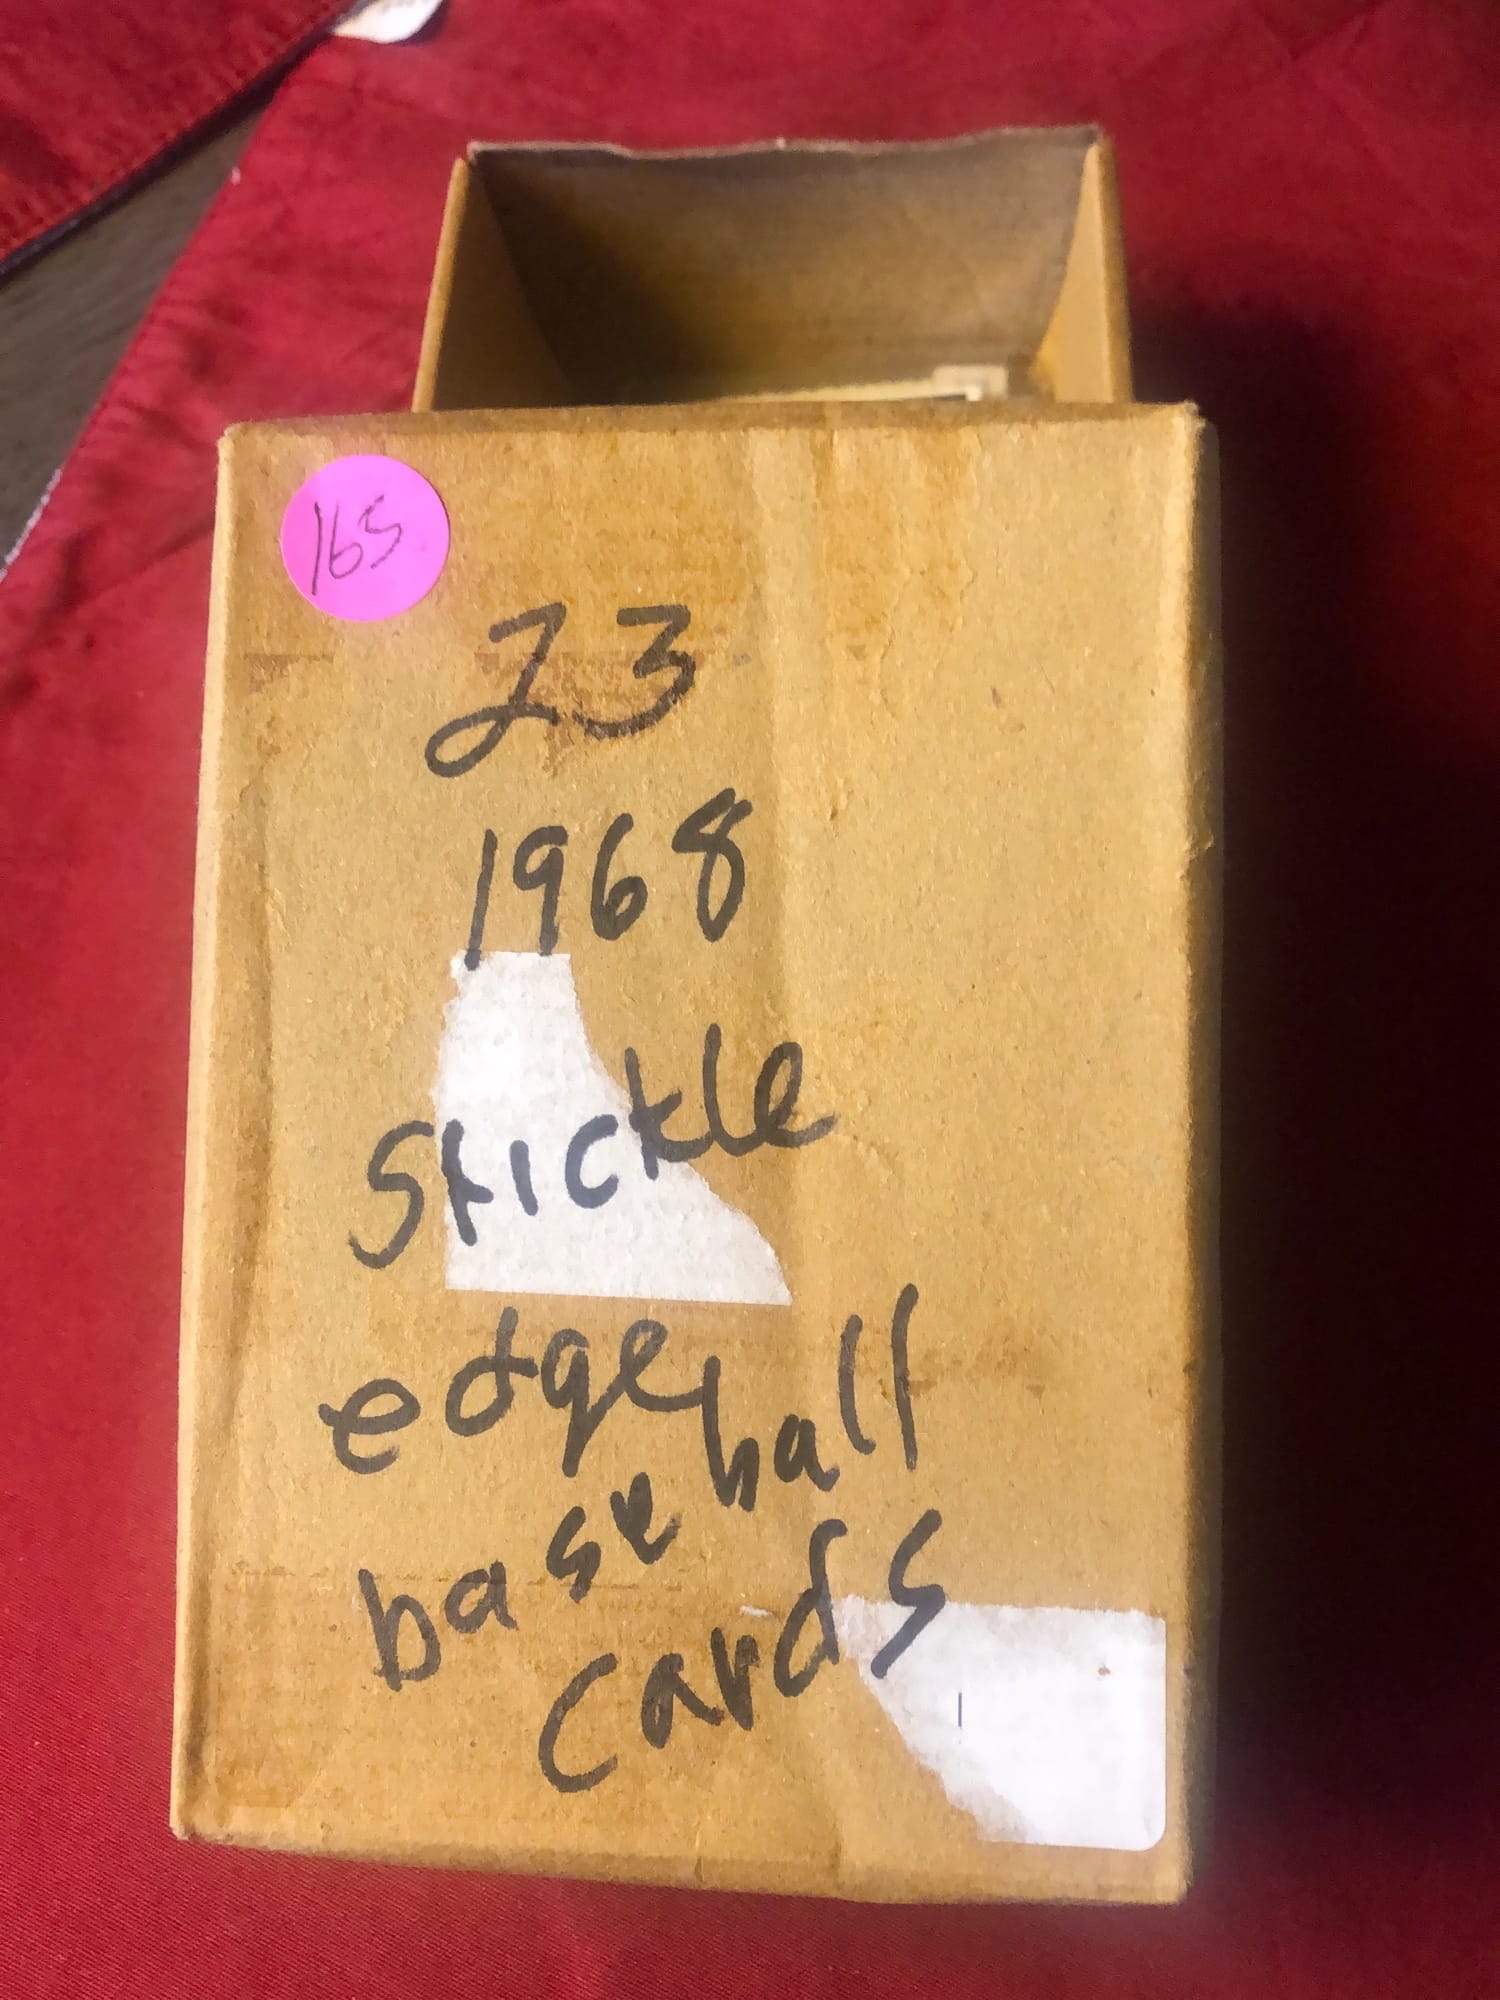 165
23
1968
Stickle
edge
baseball
cards